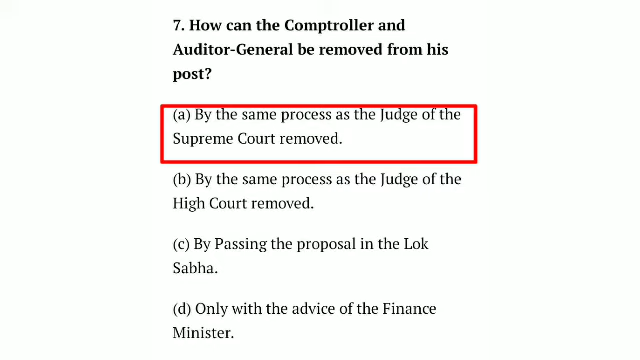 7. How can the Comptroller and
Auditor-General be removed from his
post?
(a) By the same process as the Judge of the
Supreme Court removed.
(b) By the same process as the Judge of the
High Court removed.
(c) By Passing the proposal in the Lok
Sabha.
(d) Only with the advice of the Finance
Minister.